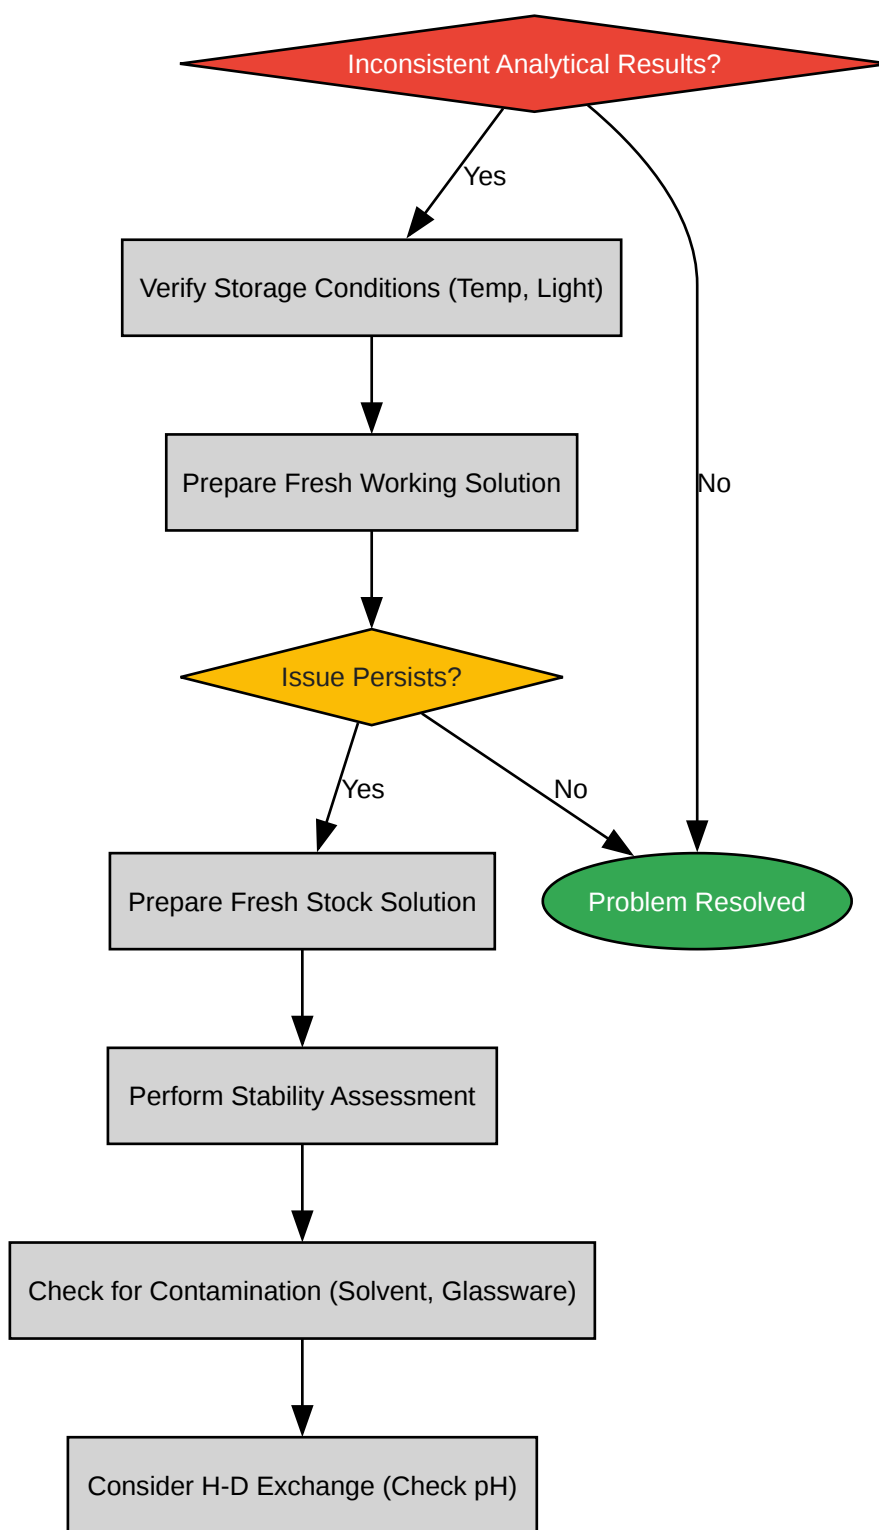 Inconsistent Analytical Results?
Yes
Verify Storage Conditions (Temp, Light)
Prepare Fresh Working Solution
No
Issue Persists?
Yes
No
Prepare Fresh Stock Solution
Problem Resolved
Perform Stability Assessment
Check for Contamination (Solvent, Glassware)
Consider H-D Exchange (Check pH)